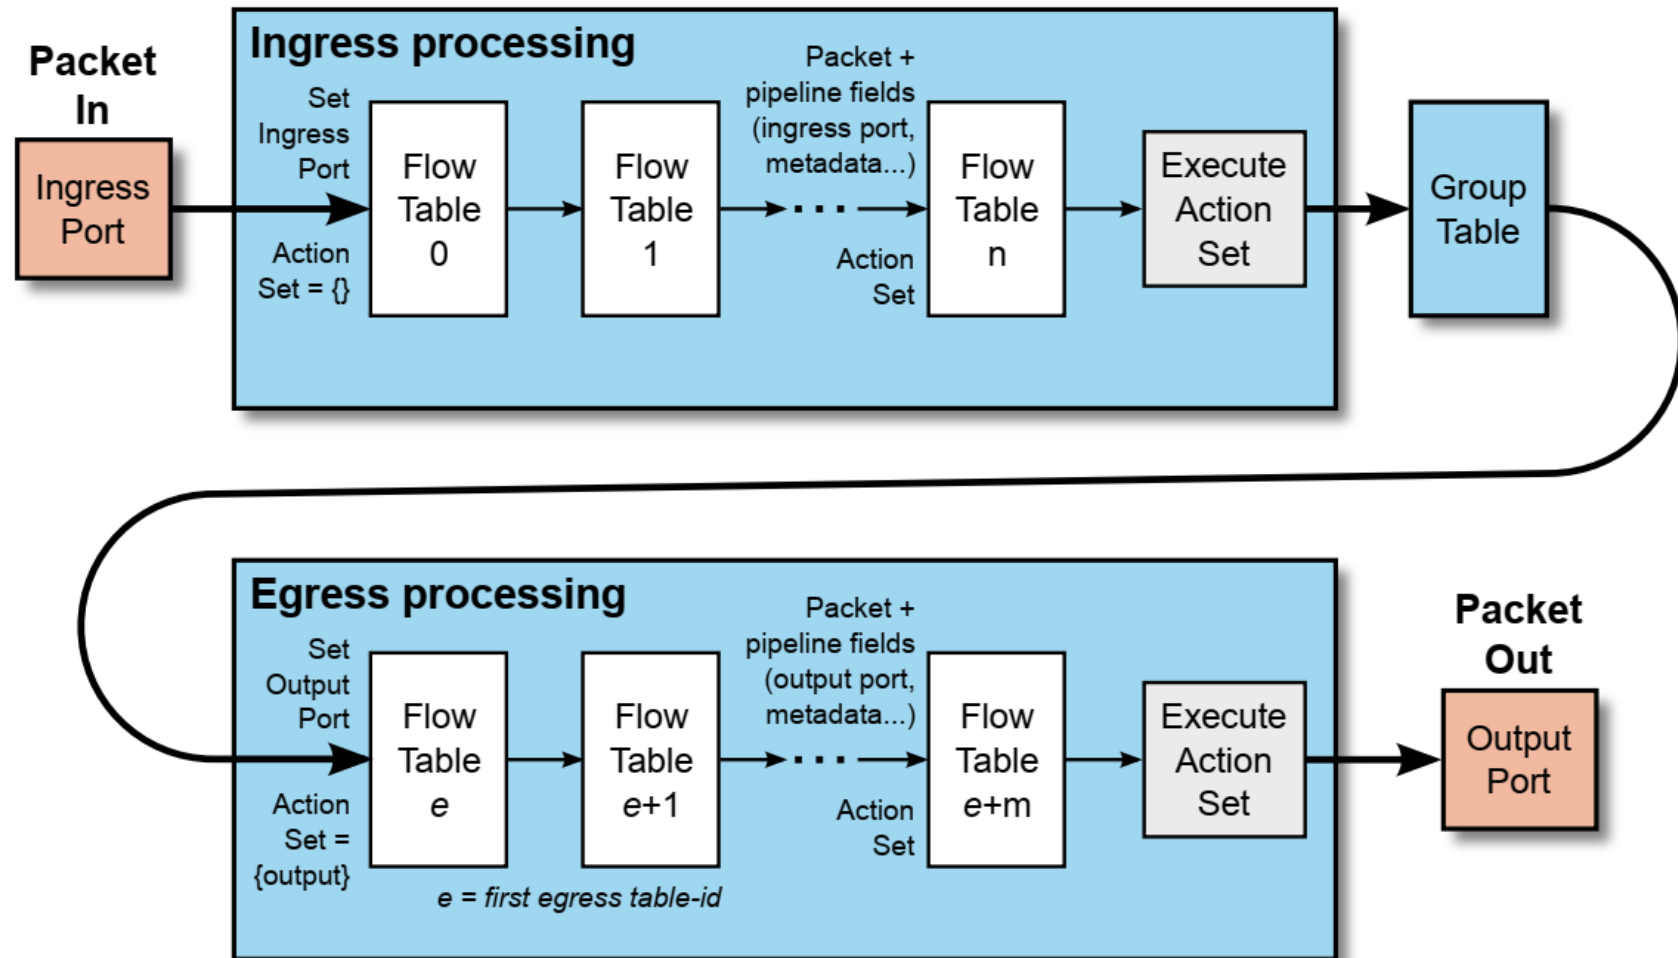 Ingress processing
Packet
In
Ingress
Port
Set
Ingress
Port
Action
Set = {}
Flow
Table
0
Flow
Table
1
Packet +
pipeline fields
(ingress port,
metadata...)
...
Action
Set
Flow
Table
n
Execute
Action
Set
Group
Table
Egress processing
Set
Output
Port
Action
Set =
{output}
Flow
Table
e
Flow
Table
e+1
e = first egress table-id
Packet +
pipeline fields
(output port,
metadata...)
...
Action
Set
Flow
Table
e+m
Execute
Action
Set
Packet
Out
Output
Port